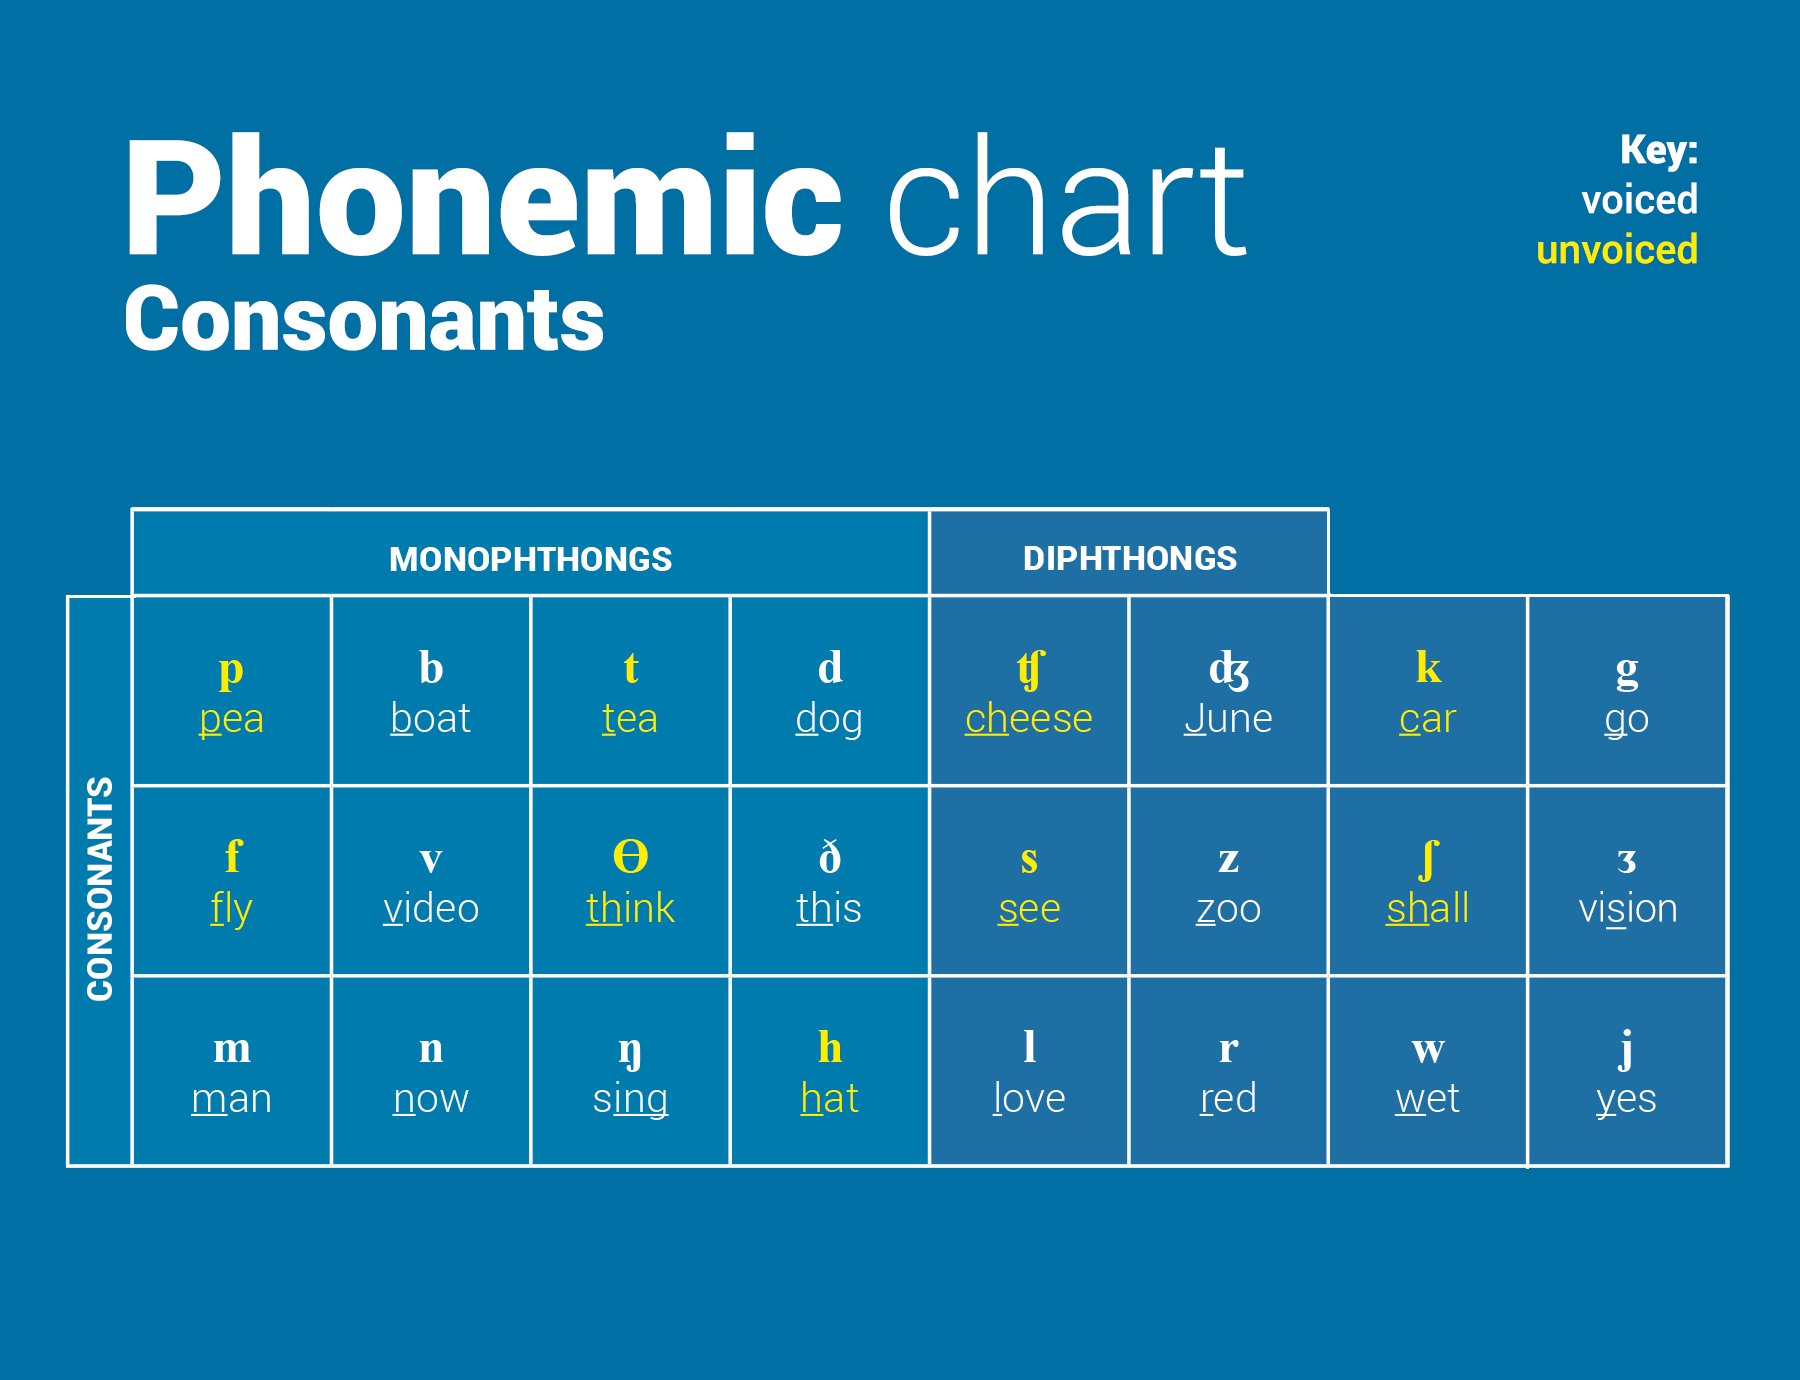 Phonemic chart
Consonants
Key:
voiced
unvoiced
MONOPHTHONGS DIPHTHONGS
CONSONANTS
p b t d ʧ ʤ k g
pea boat tea dog cheese June car go
f v Ɵ ð s z ʃ ɜ
fly video think this see zoo shall vision
m n ŋ h l r w j
man now sing hat love red wet yes